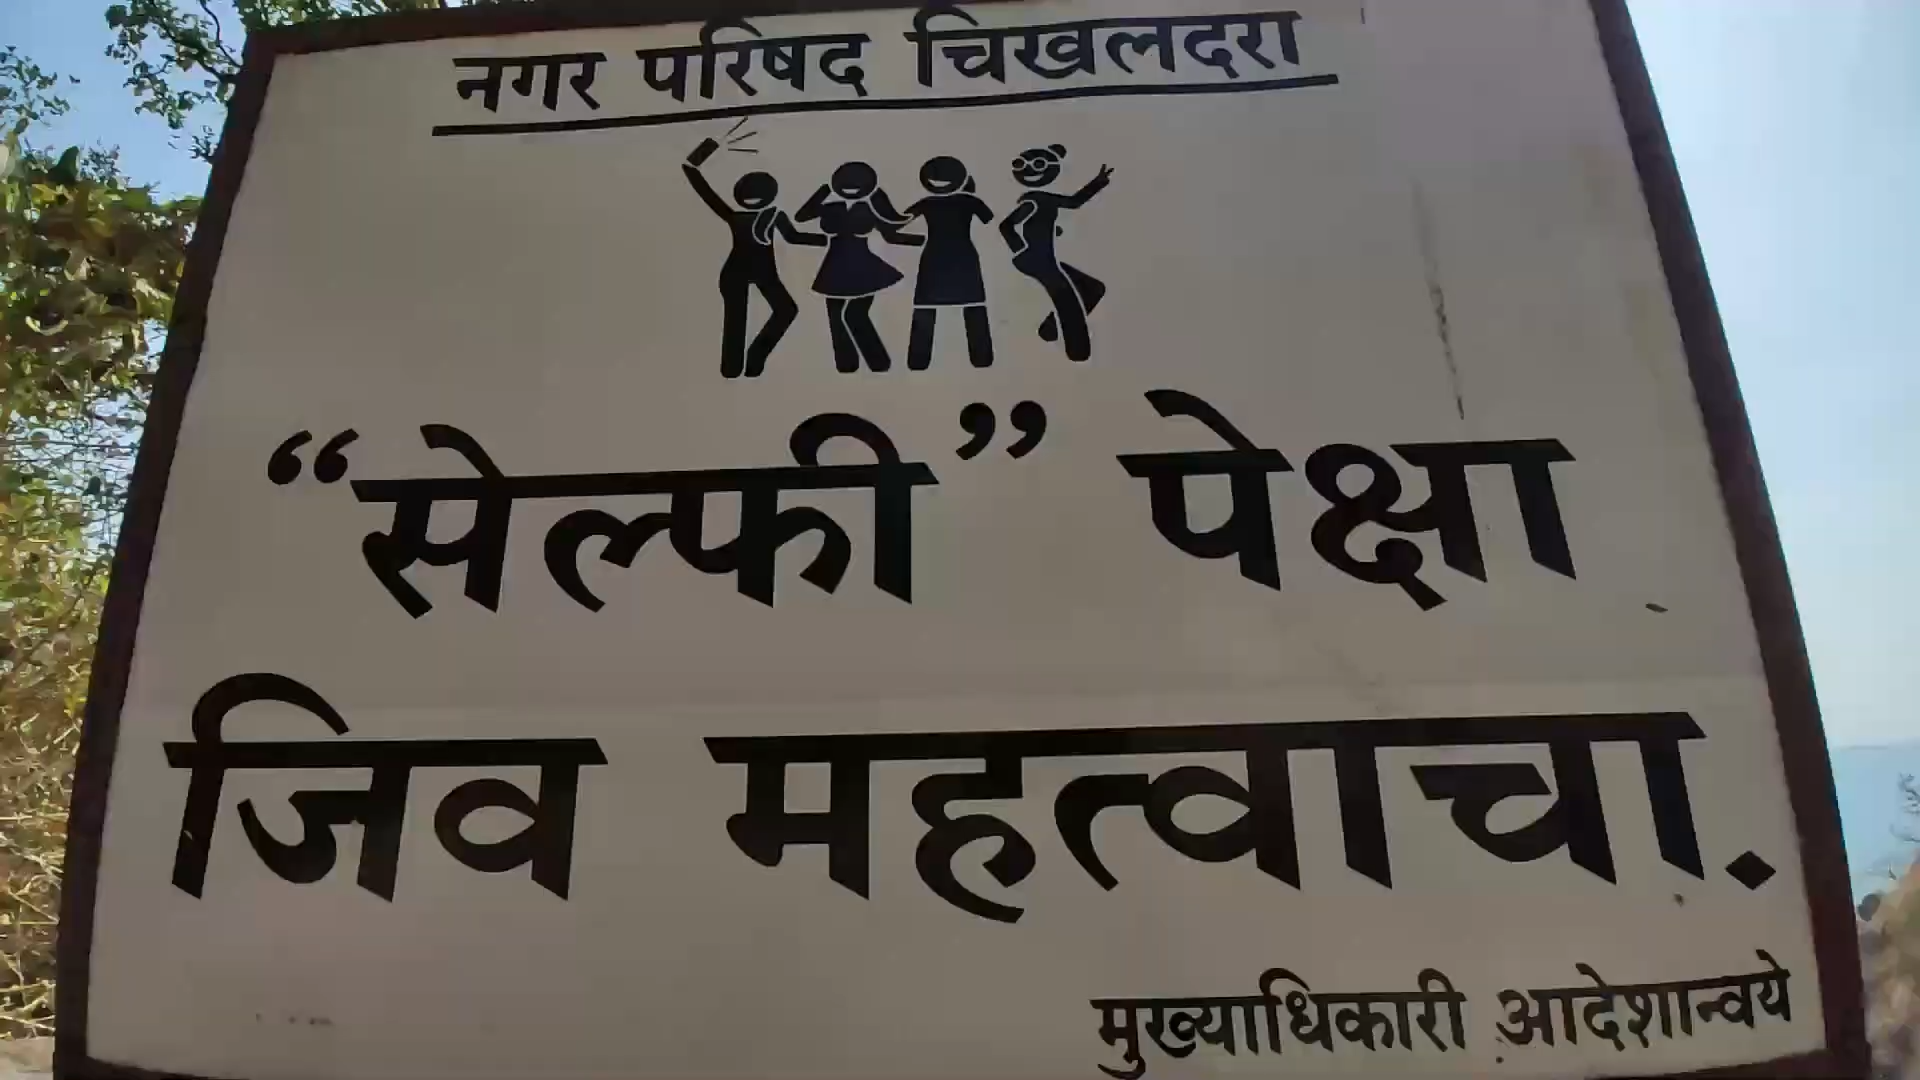 नगर परिषद चिखलदरा
“सेल्फी” पेक्षा
जिव महत्वाचा.
मुख्याधिकारी आदेशान्वये